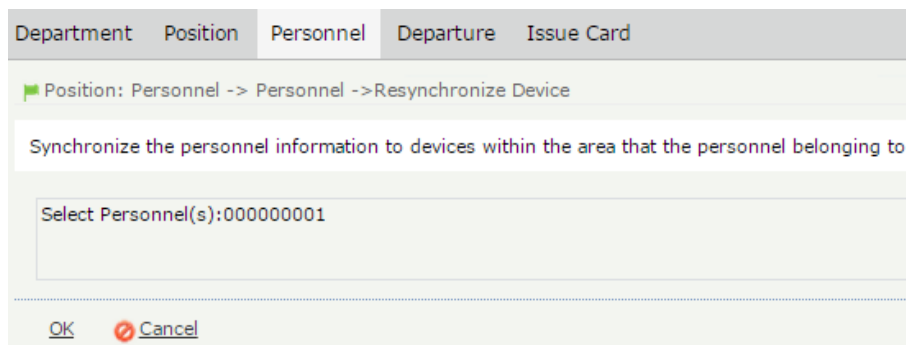 Department Position Personnel Departure Issue Card
Position: Personnel -> Personnel ->Resynchronize Device
Synchronize the personnel information to devices within the area that the personnel belonging to
Select Personnel(s):000000001
OK Cancel